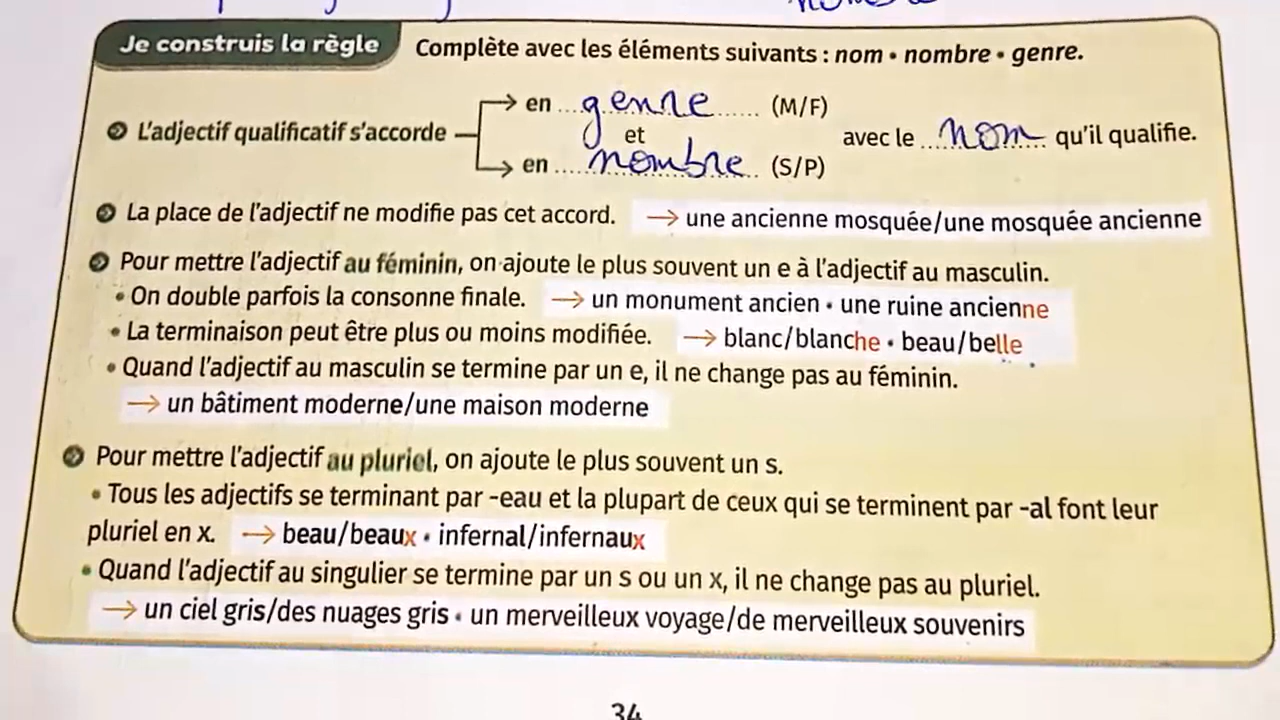 Je construis la règle Complète avec les éléments suivants : nom • nombre • genre.
→ en ...genre...... (M/F)
L'adjectif qualificatif s'accorde et avec le ...nom.... qu'il qualifie.
→ en .....nombre.. (S/P)
La place de l'adjectif ne modifie pas cet accord. → une ancienne mosquée/une mosquée ancienne
Pour mettre l'adjectif au féminin, on ajoute le plus souvent un e à l'adjectif au masculin.
• On double parfois la consonne finale. → un monument ancien • une ruine ancienne
• La terminaison peut être plus ou moins modifiée. → blanc/blanche • beau/belle
• Quand l'adjectif au masculin se termine par un e, il ne change pas au féminin.
→ un bâtiment moderne/une maison moderne
Pour mettre l'adjectif au pluriel, on ajoute le plus souvent un s.
• Tous les adjectifs se terminant par -eau et la plupart de ceux qui se terminent par -al font leur
pluriel en x. → beau/beaux • infernal/infernaux
• Quand l'adjectif au singulier se termine par un s ou un x, il ne change pas au pluriel.
→ un ciel gris/des nuages gris • un merveilleux voyage/de merveilleux souvenirs
34